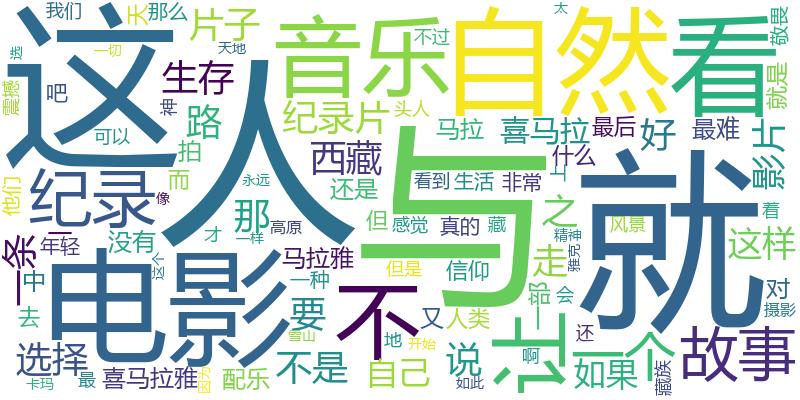 我们
那么
片子
不过
太
敬畏
选
一切
天
天地
这
人
音乐
自然
看
震撼
吧
神
生存
路
就是
可以
纪录片
头人
马拉
喜马拉
最后
好
最难
影片
拍
西藏
什么
他们
纪录
像
而
永远
还是
看到
生活
非常
上
与
就
之
着
一条
年轻
没有
才
那
高原
一样
但
感觉
真的
藏
风景
精神
雅克
走
这样
中
电影
这个
马拉雅
不
但是
信仰
一种
去
要
又
人类
让
一部
会
对
摄影
雪山
地
开始
还
选择
不是
说
啊
一个
故事
卡玛
最
喜马拉雅
因为
配乐
自己
如此
如果
藏族